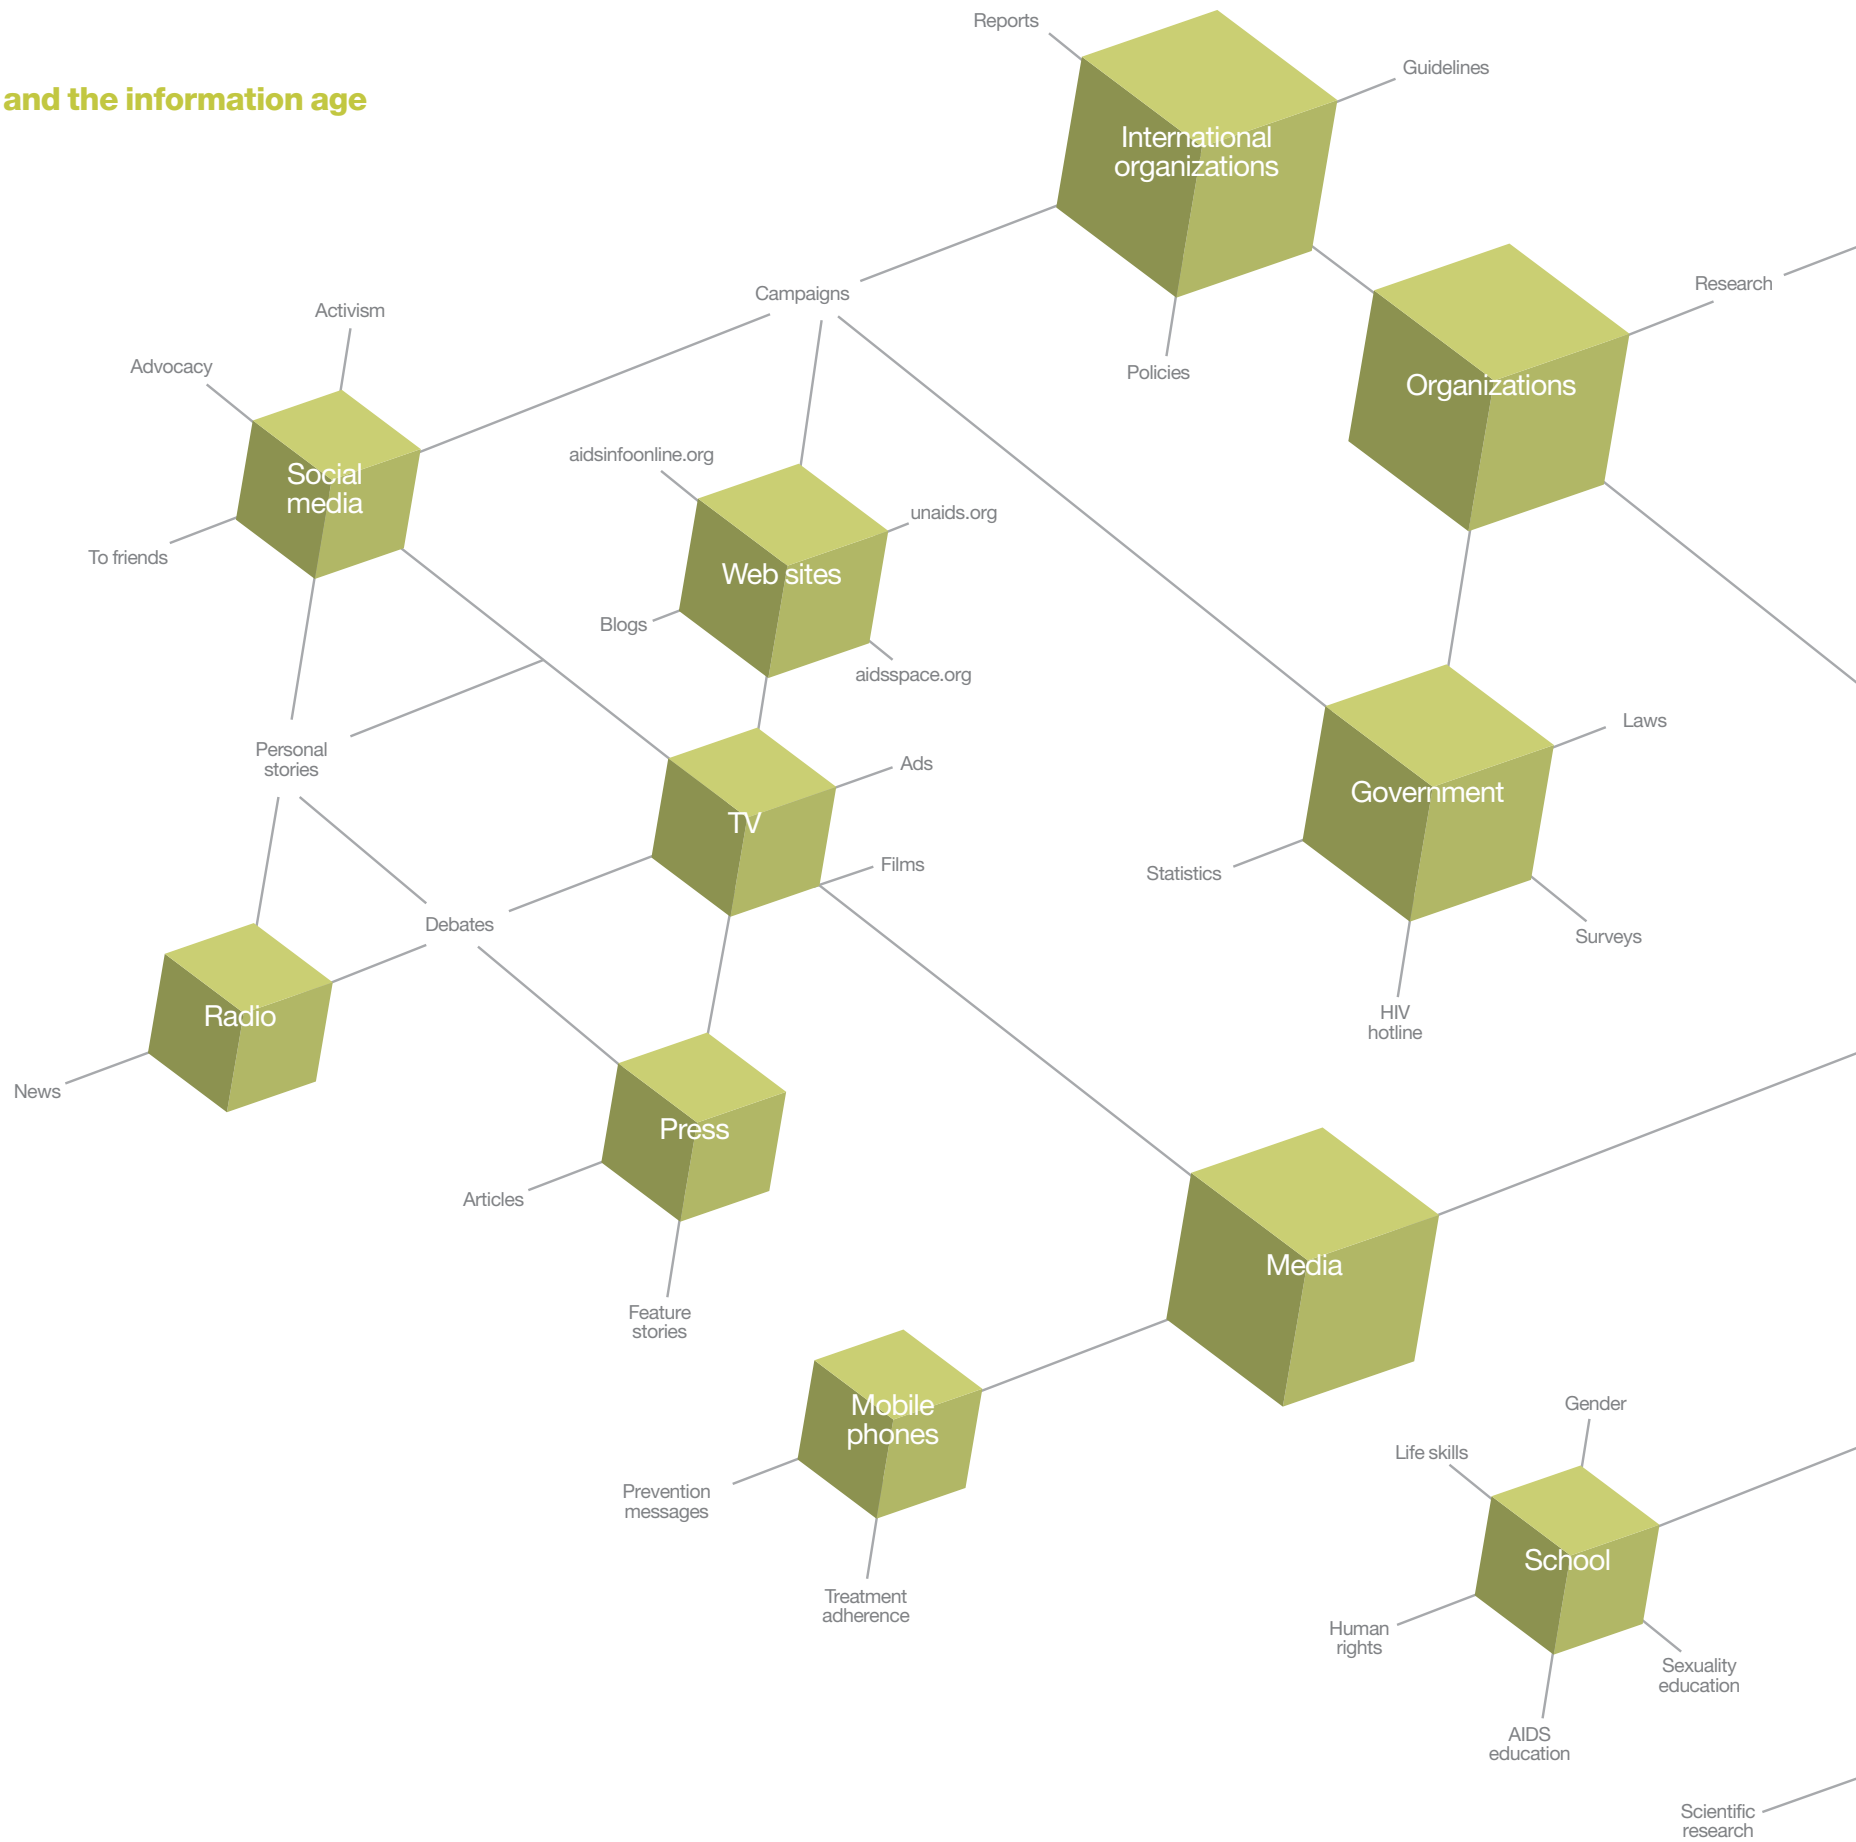 Reports
Guidelines
and the information age
International
organizations
Research
Campaigns
Activism
Advocacy
Policies
Organizations
aidsinfoonline.org
Social
media
unaids.org
To friends
Web sites
Blogs
aidsspace.org
Laws
Personal
stories
Ads
Government
TV
Films
Statistics
Debates
Surveys
Radio
HIV
hotline
News
Press
Articles
Media
Feature
stories
Mobile
phones
Gender
Life skills
Prevention
messages
School
Treatment
adherence
Human
rights
Sexuality
education
AIDS
education
Scientific
research